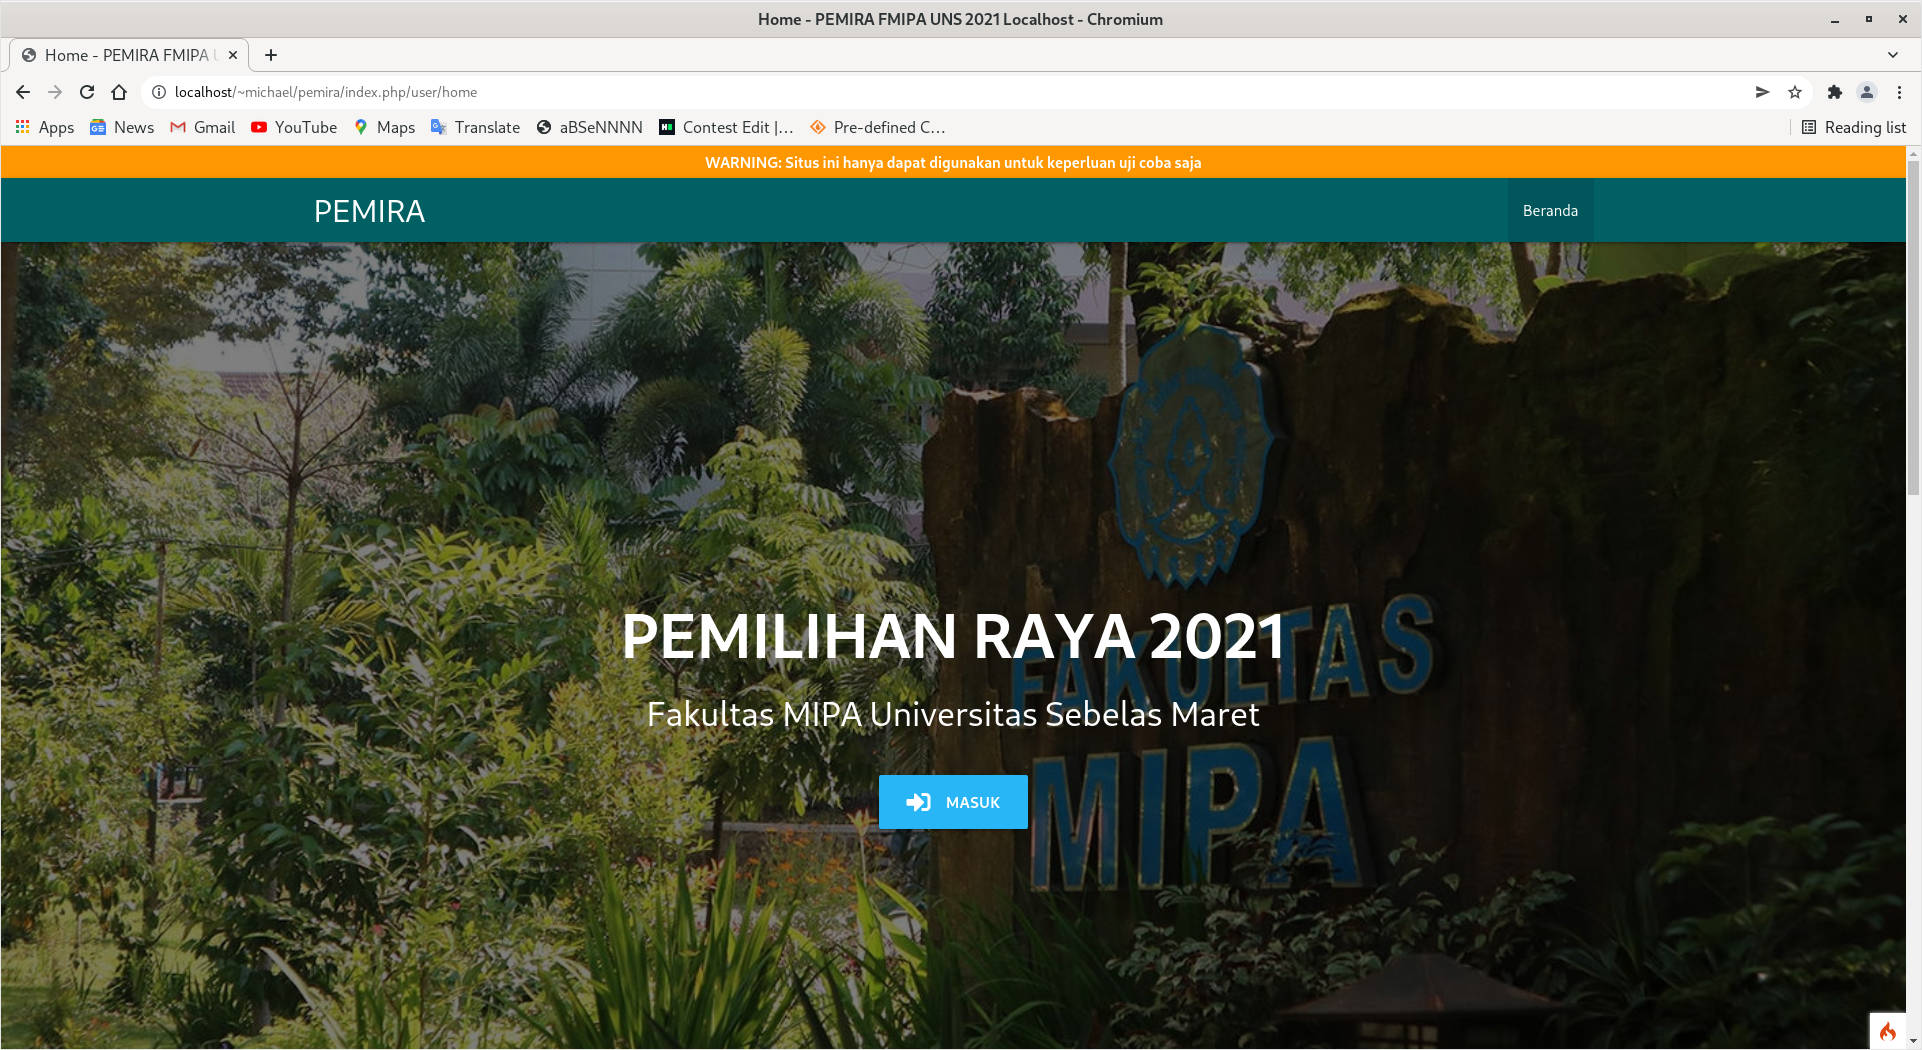 Home - PEMIRA FMIPA UNS 2021 Localhost - Chromium
Home - PEMIRA FMIPA
localhost/~michael/pemira/index.php/user/home
Apps News Gmail YouTube Maps Translate aBSeNNNN Contest Edit |... Pre-defined C... Reading list
WARNING: Situs ini hanya dapat digunakan untuk keperluan uji coba saja
PEMIRA Beranda
PEMILIHAN RAYA 2021
FAKULTAS
Fakultas MIPA Universitas Sebelas Maret
MIPA
MASUK